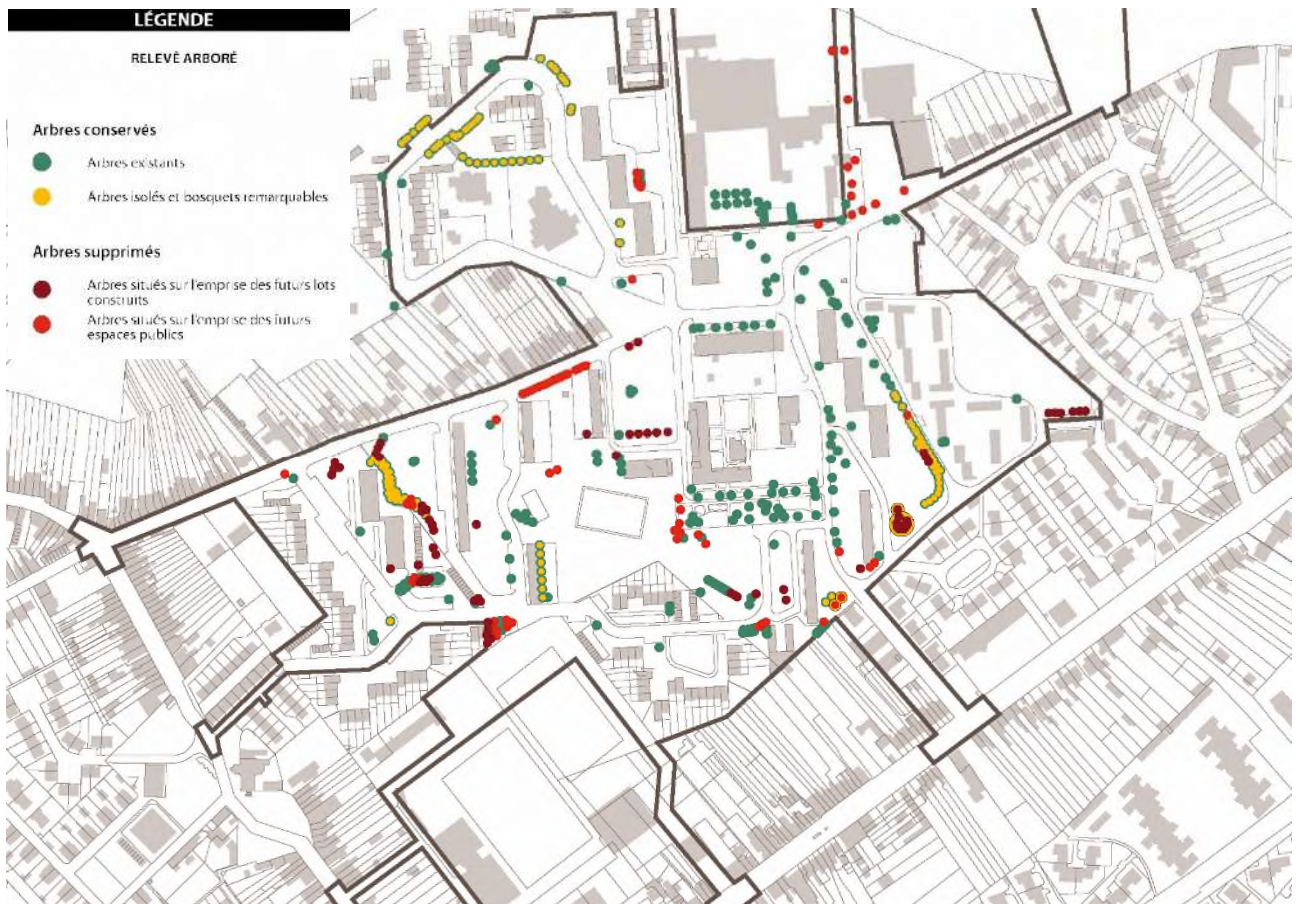 LÉGENDE
RELEVÉ ARBORÉ
Arbres conservés
Arbres existants
Arbres isolés et bosquets remarquables
Arbres supprimés
Arbres situés sur l'emprise des futurs lots
construits
Arbres situés sur l'emprise des futurs
espaces publics